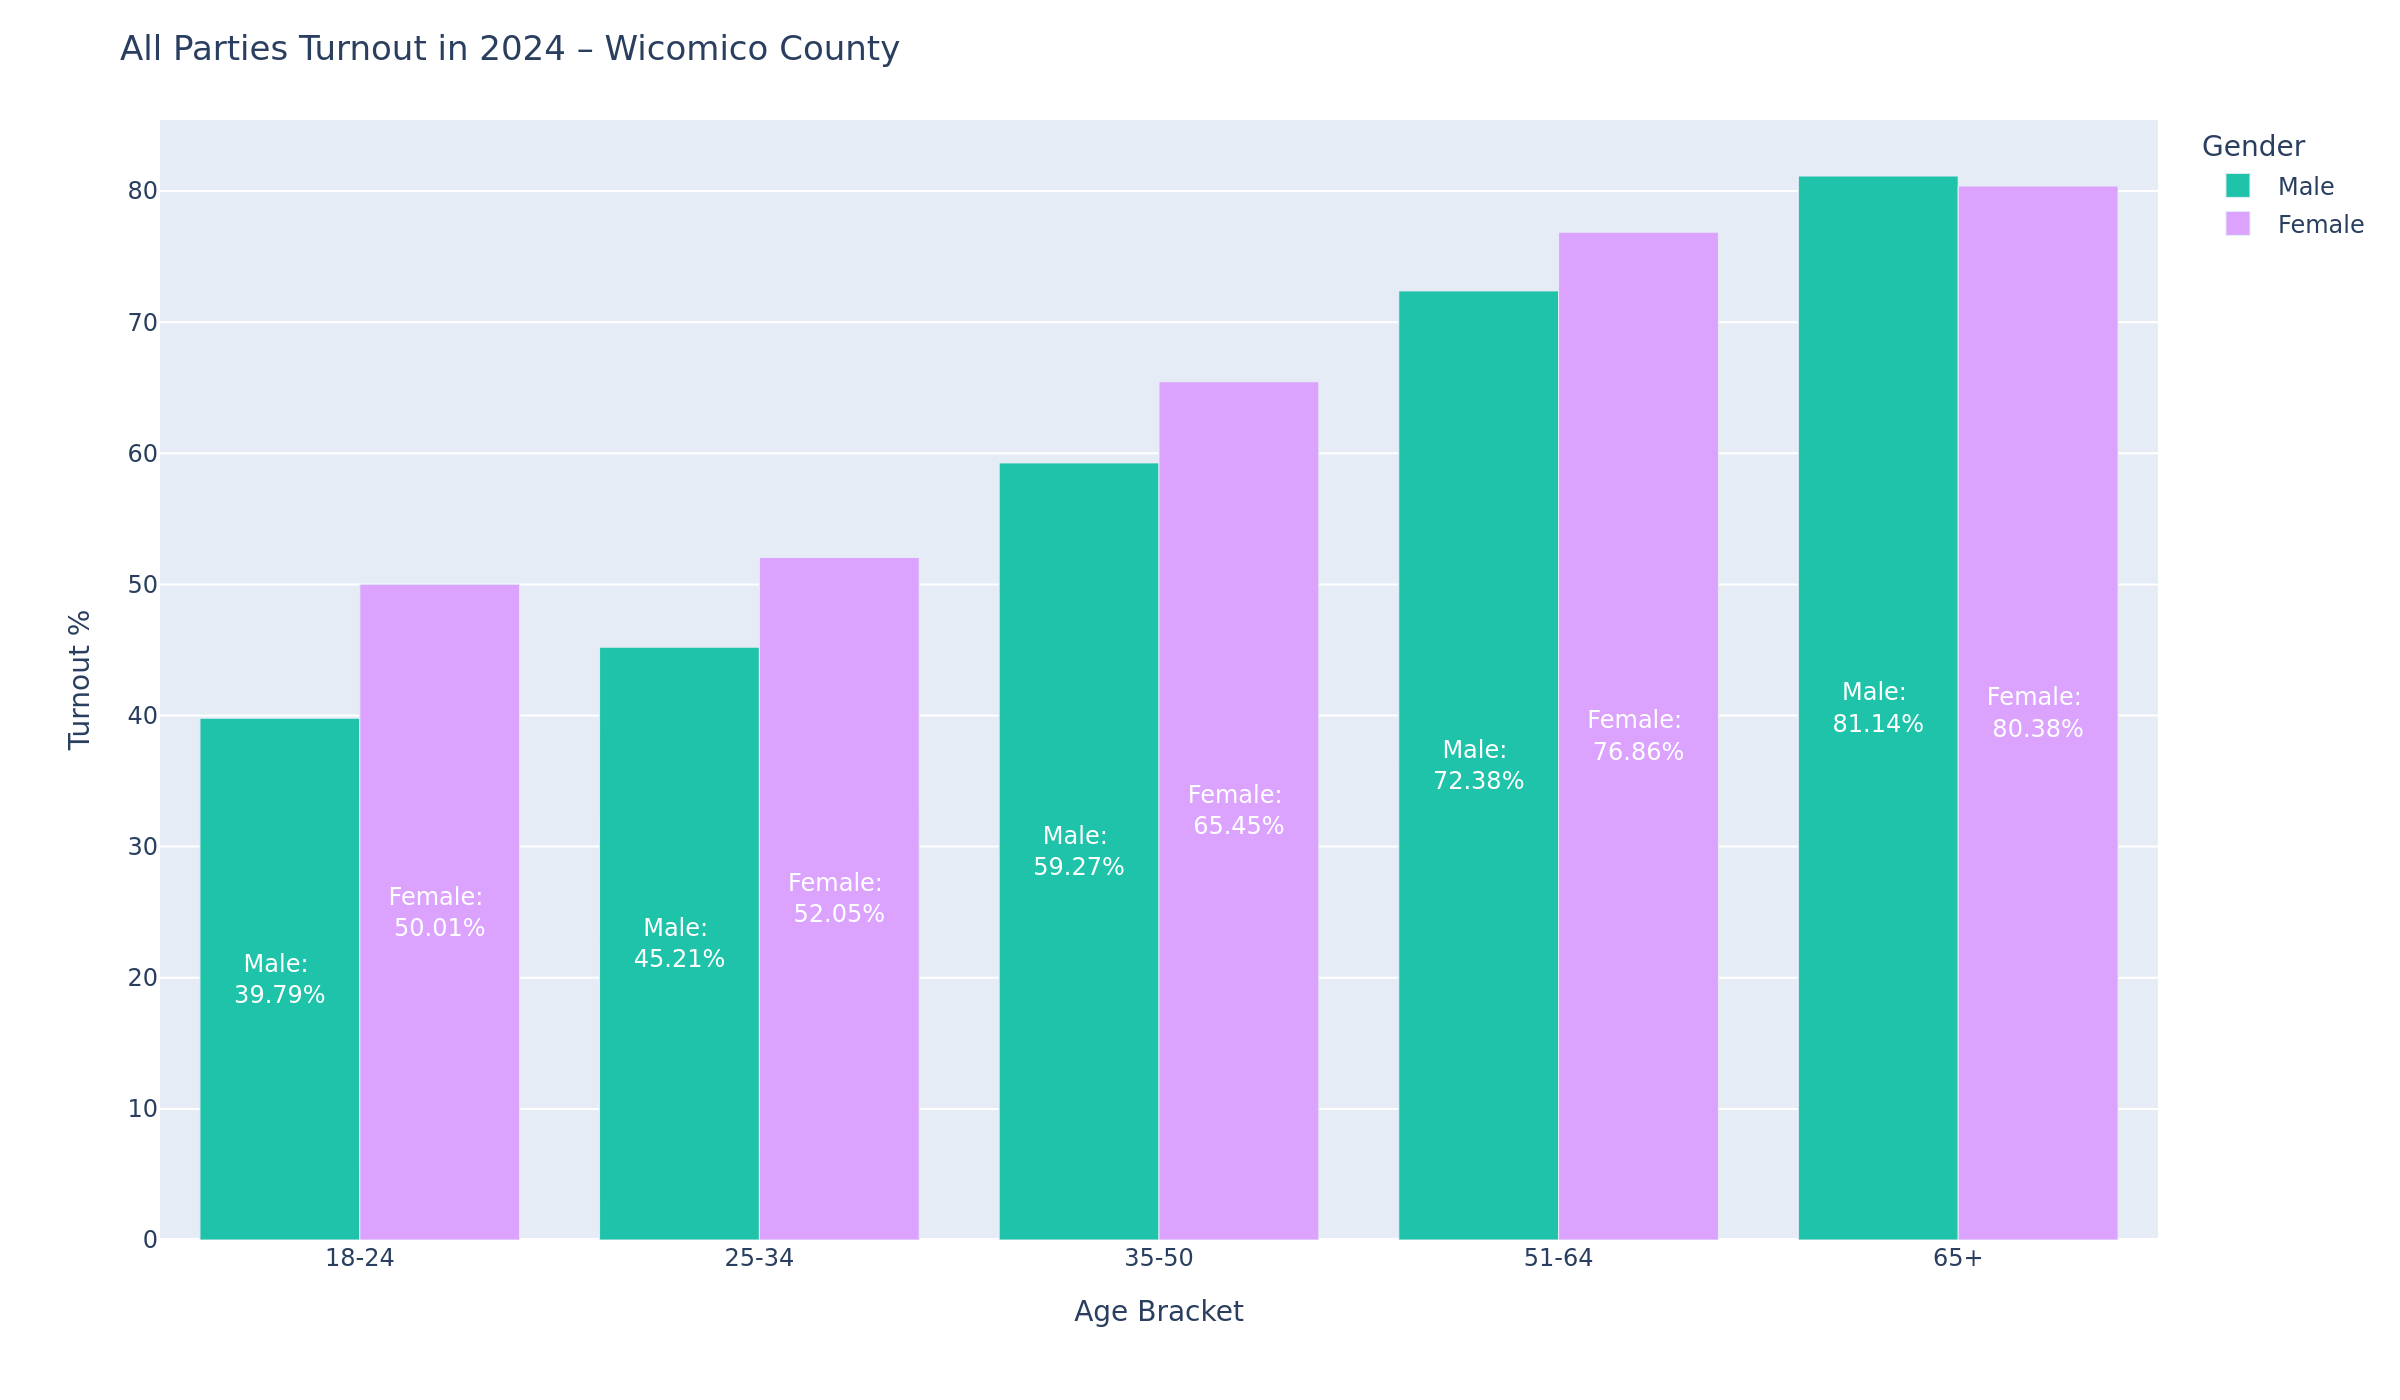 All Parties Turnout in 2024 – Wicomico County
Gender
Male
Female
Turnout %
80
70
60
50
40
30
20
10
0
Male:
39.79%
Female:
50.01%
Male:
45.21%
Female:
52.05%
Male:
59.27%
Female:
65.45%
Male:
72.38%
Female:
76.86%
Male:
81.14%
Female:
80.38%
18-24
25-34
35-50
51-64
65+
Age Bracket